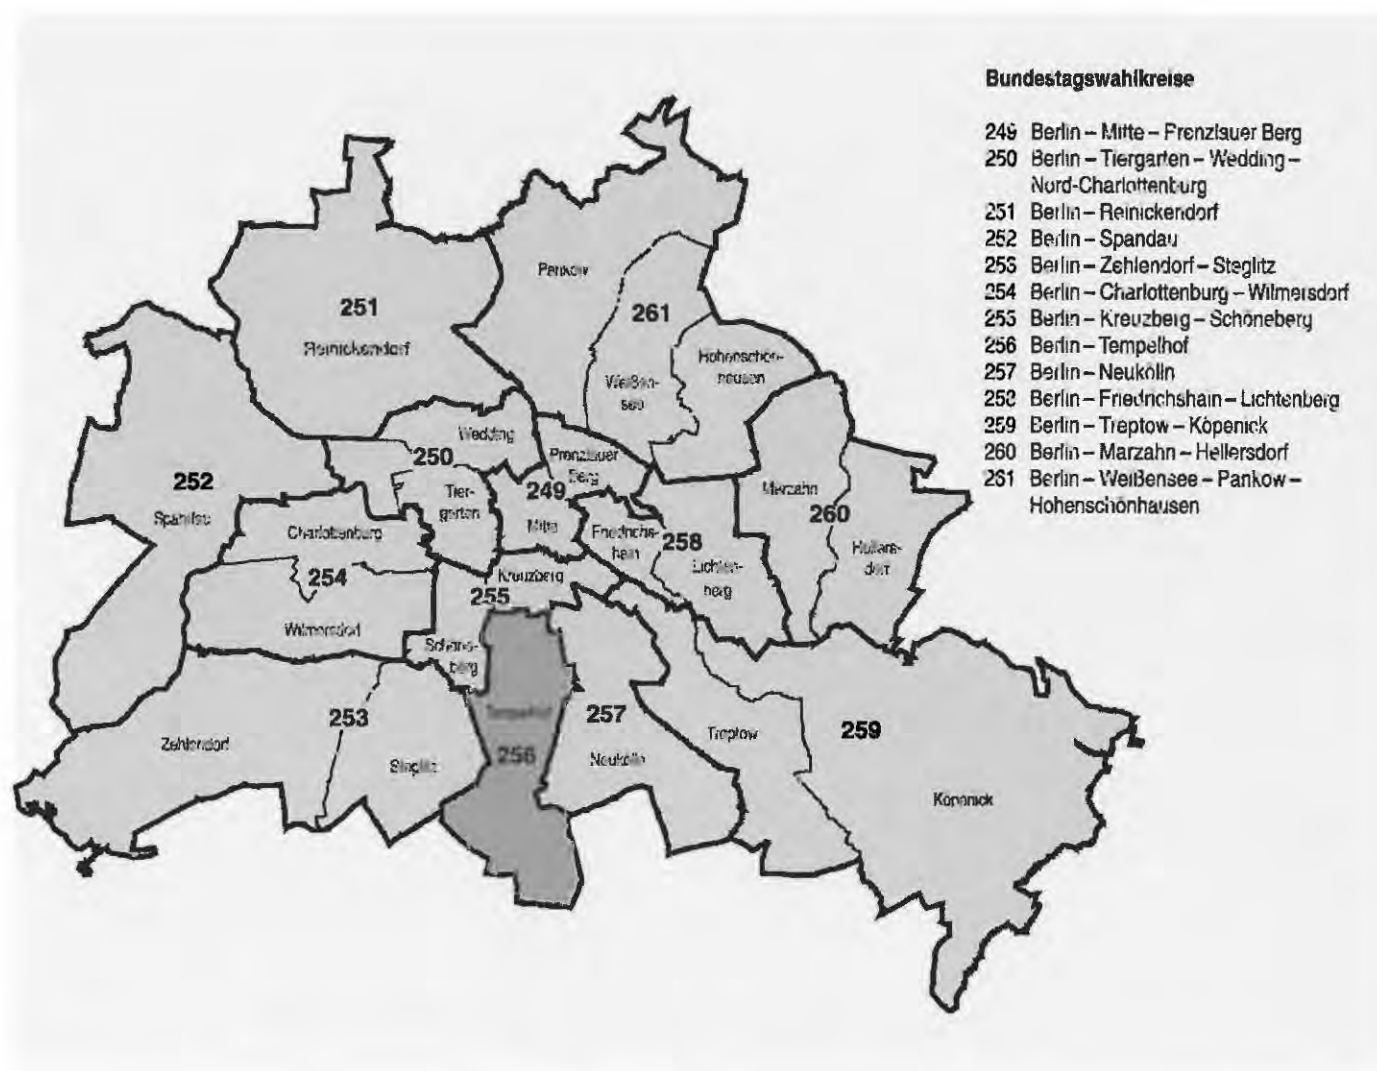 Bundestagswahlkreise
249 Berlin – Mitte – Prenzlauer Berg
250 Berlin – Tiergarten – Wedding –
Nord-Charlottenburg
251 Berlin – Reinickendorf
252 Berlin – Spandau
253 Berlin – Zehlendorf – Steglitz
254 Berlin – Charlottenburg – Wilmersdorf
255 Berlin – Kreuzberg – Schöneberg
256 Berlin – Tempelhof
257 Berlin – Neukölln
258 Berlin – Friedrichshain – Lichtenberg
259 Berlin – Treptow – Köpenick
260 Berlin – Marzahn – Hellersdorf
261 Berlin – Weißensee – Pankow –
Hohenschönhausen
Pankow
251
261
Reinickendorf
Hohenschön-
hausen
Weißen-
see
Wedding
250
Prenzlauer
Berg
252
Tier-
garten
249
Marzahn
Spandau
Charlottenburg
Mitte
Friedrichs-
hain
258
260
Hellers-
dorf
254
Kreuzberg
Lichten-
berg
255
Wilmersdorf
Schöne-
berg
253
Tempelhof
257
259
Zehlendorf
Treptow
Steglitz
256
Neukölln
Köpenick